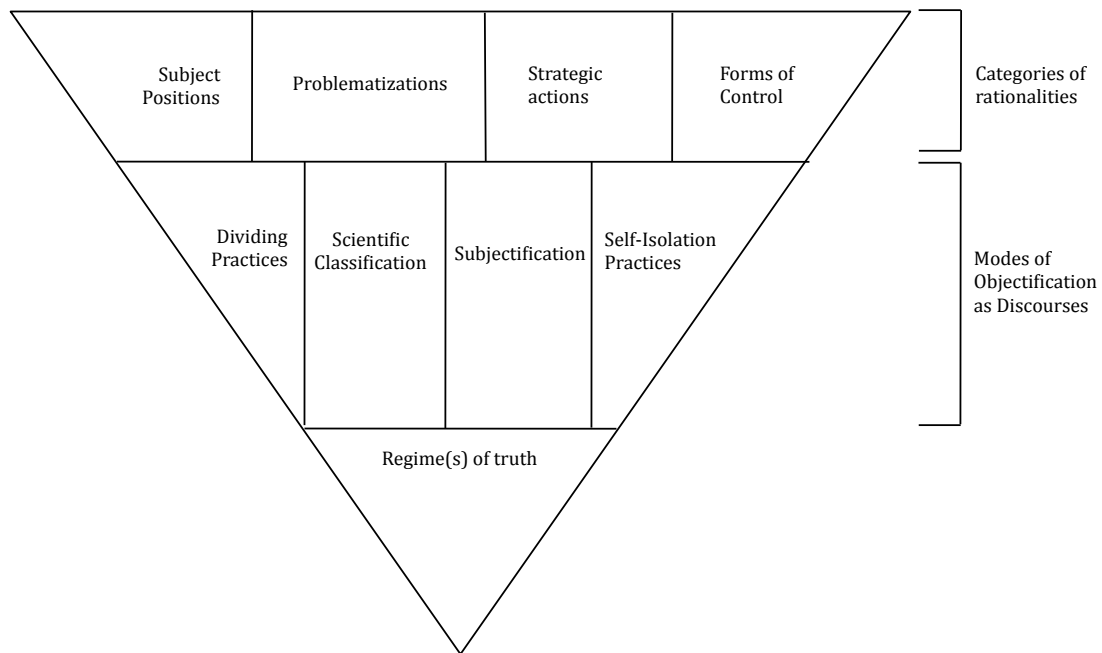 Subject
Positions
Problematizations
Strategic
actions
Forms of
Control
Categories of
rationalities
Dividing
Practices
Scientific
Classification
Subjectification
Self-Isolation
Practices
Modes of
Objectification
as Discourses
Regime(s) of truth